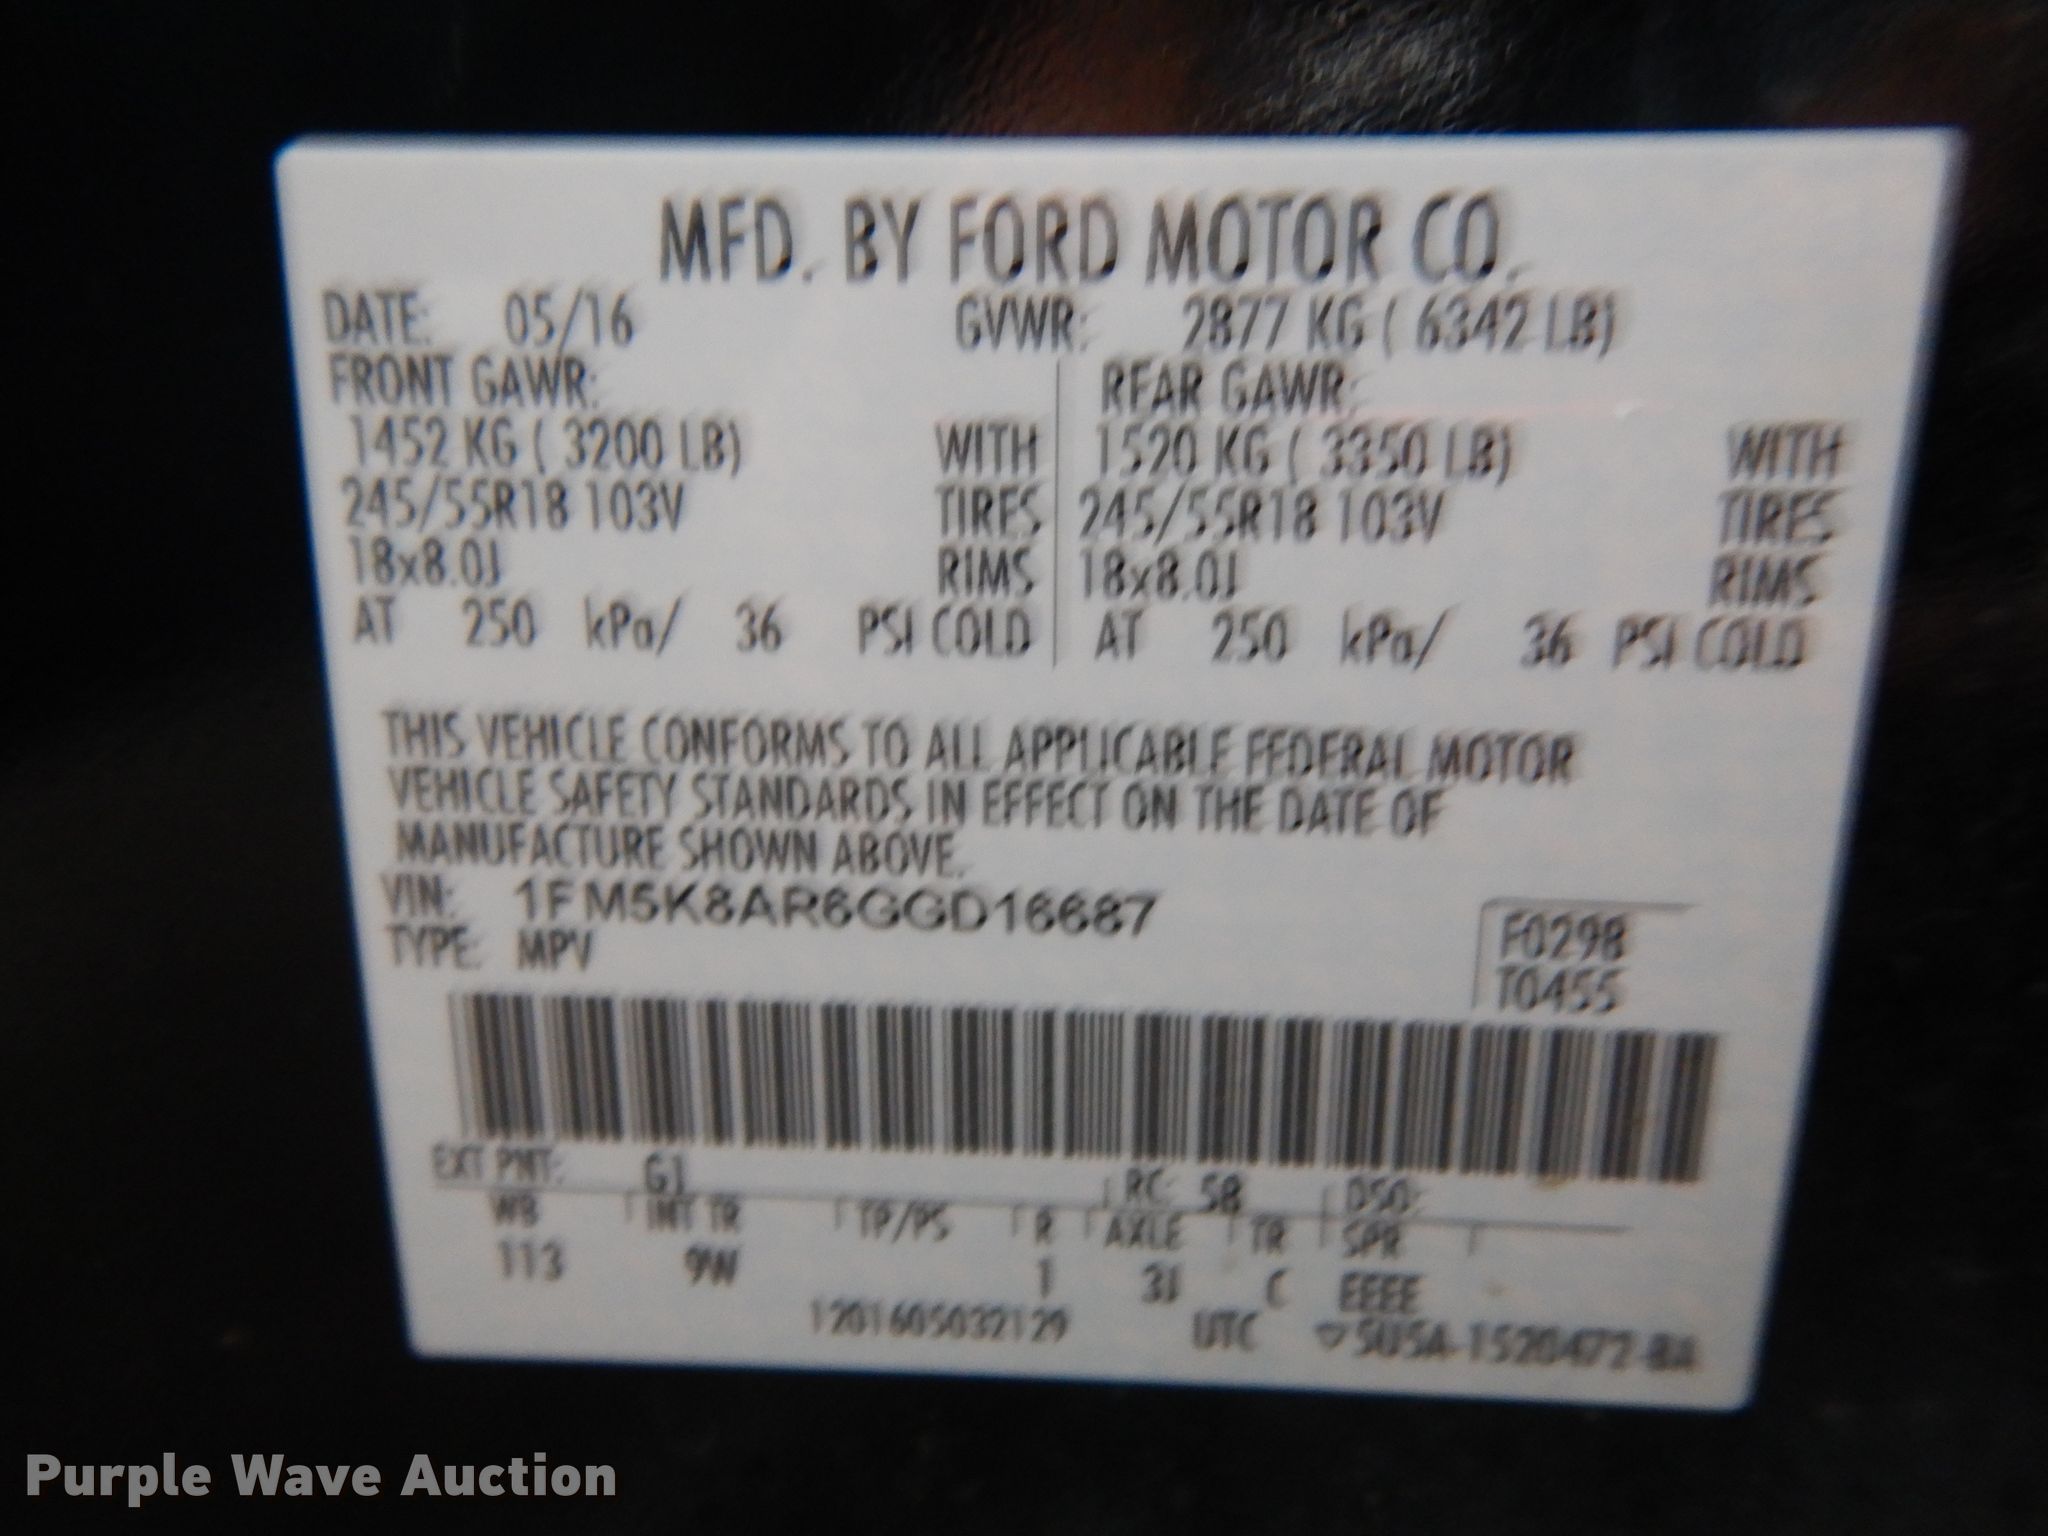 MFD. BY FORD MOTOR CO.
DATE: 05/16 GVWR: 2877 KG ( 6342 LB)
FRONT GAWR: REAR GAWR:
1452 KG ( 3200 LB) WITH 1520 KG ( 3350 LB) WITH
245/55R18 103V TIRES 245/55R18 103V TIRES
18x8.0J RIMS 18x8.0J RIMS
AT 250 kPa/ 36 PSI COLD AT 250 kPa/ 36 PSI COLD
THIS VEHICLE CONFORMS TO ALL APPLICABLE FEDERAL MOTOR
VEHICLE SAFETY STANDARDS IN EFFECT ON THE DATE OF
MANUFACTURE SHOWN ABOVE.
VIN: 1FM5K8AR6GGD16687
TYPE: MPV
F0298
T0455
EXT PNT: G1 RC: 58 DSO:
WB INT TR TP/PS R AXLE TR SPR
113 9W 1 3J C EEEE
1201605032129 UTC ▽5U5A-1520472-BA
Purple Wave Auction